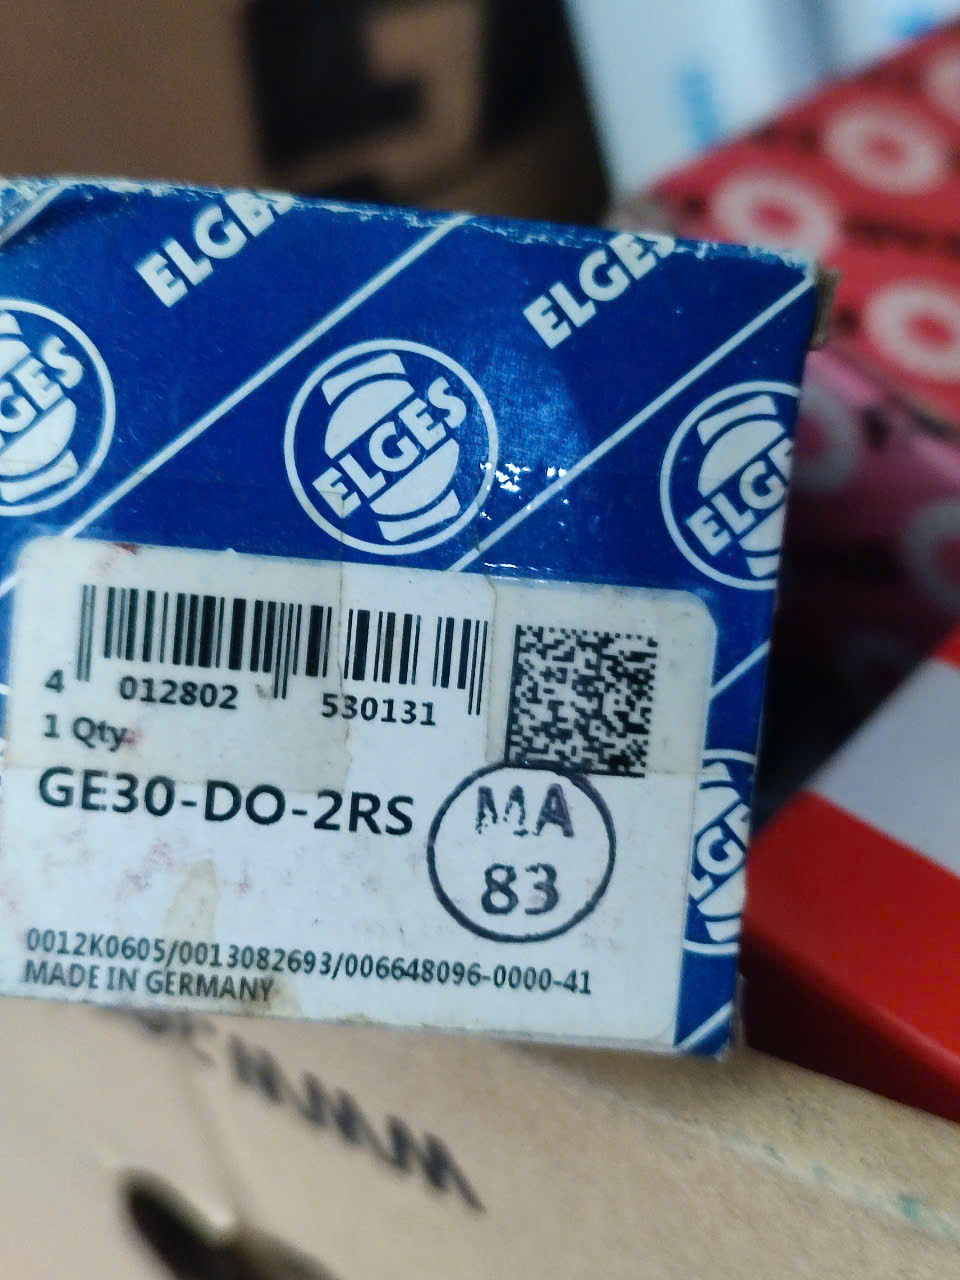 ELGES
ELGES
ELGES
ELGES
ELGES
4 012802 530131
1 Qty.
GE30-DO-2RS
MA
83
0012K0605/0013082693/006648096-0000-41
MADE IN GERMANY